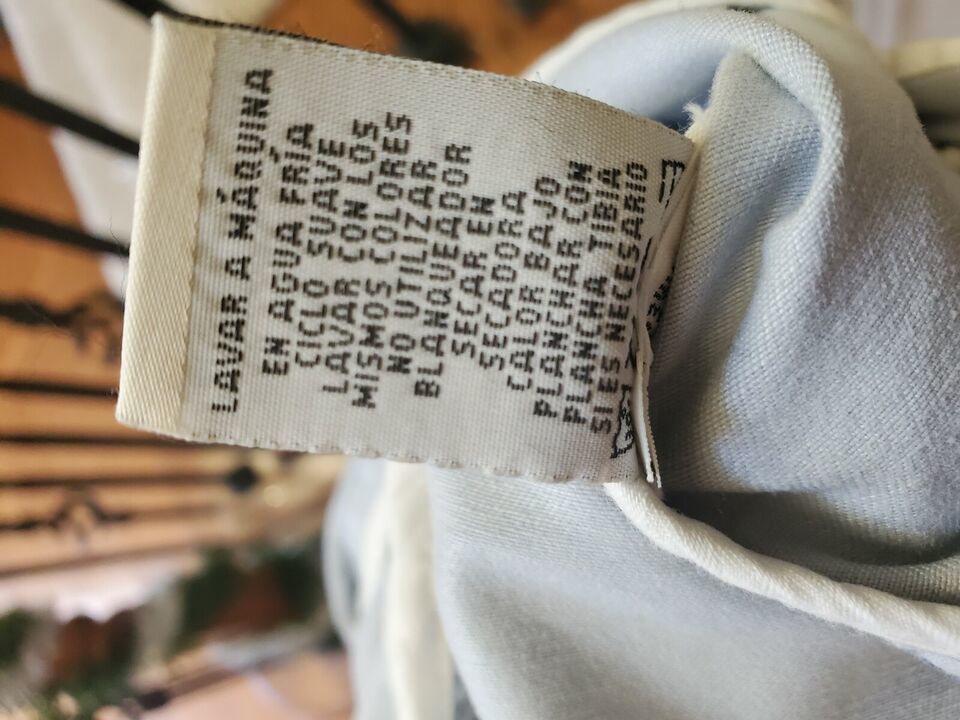 LAVAR A MÁQUINA
EN AGUA FRÍA
CICLO SUAVE
LAVAR CON LOS
MISMOS COLORES
NO UTILIZAR
BLANQUEADOR
SECAR EN
SECADORA
CALOR BAJO
PLANCHAR CON
PLANCHA TIBIA
SI ES NECESARIO